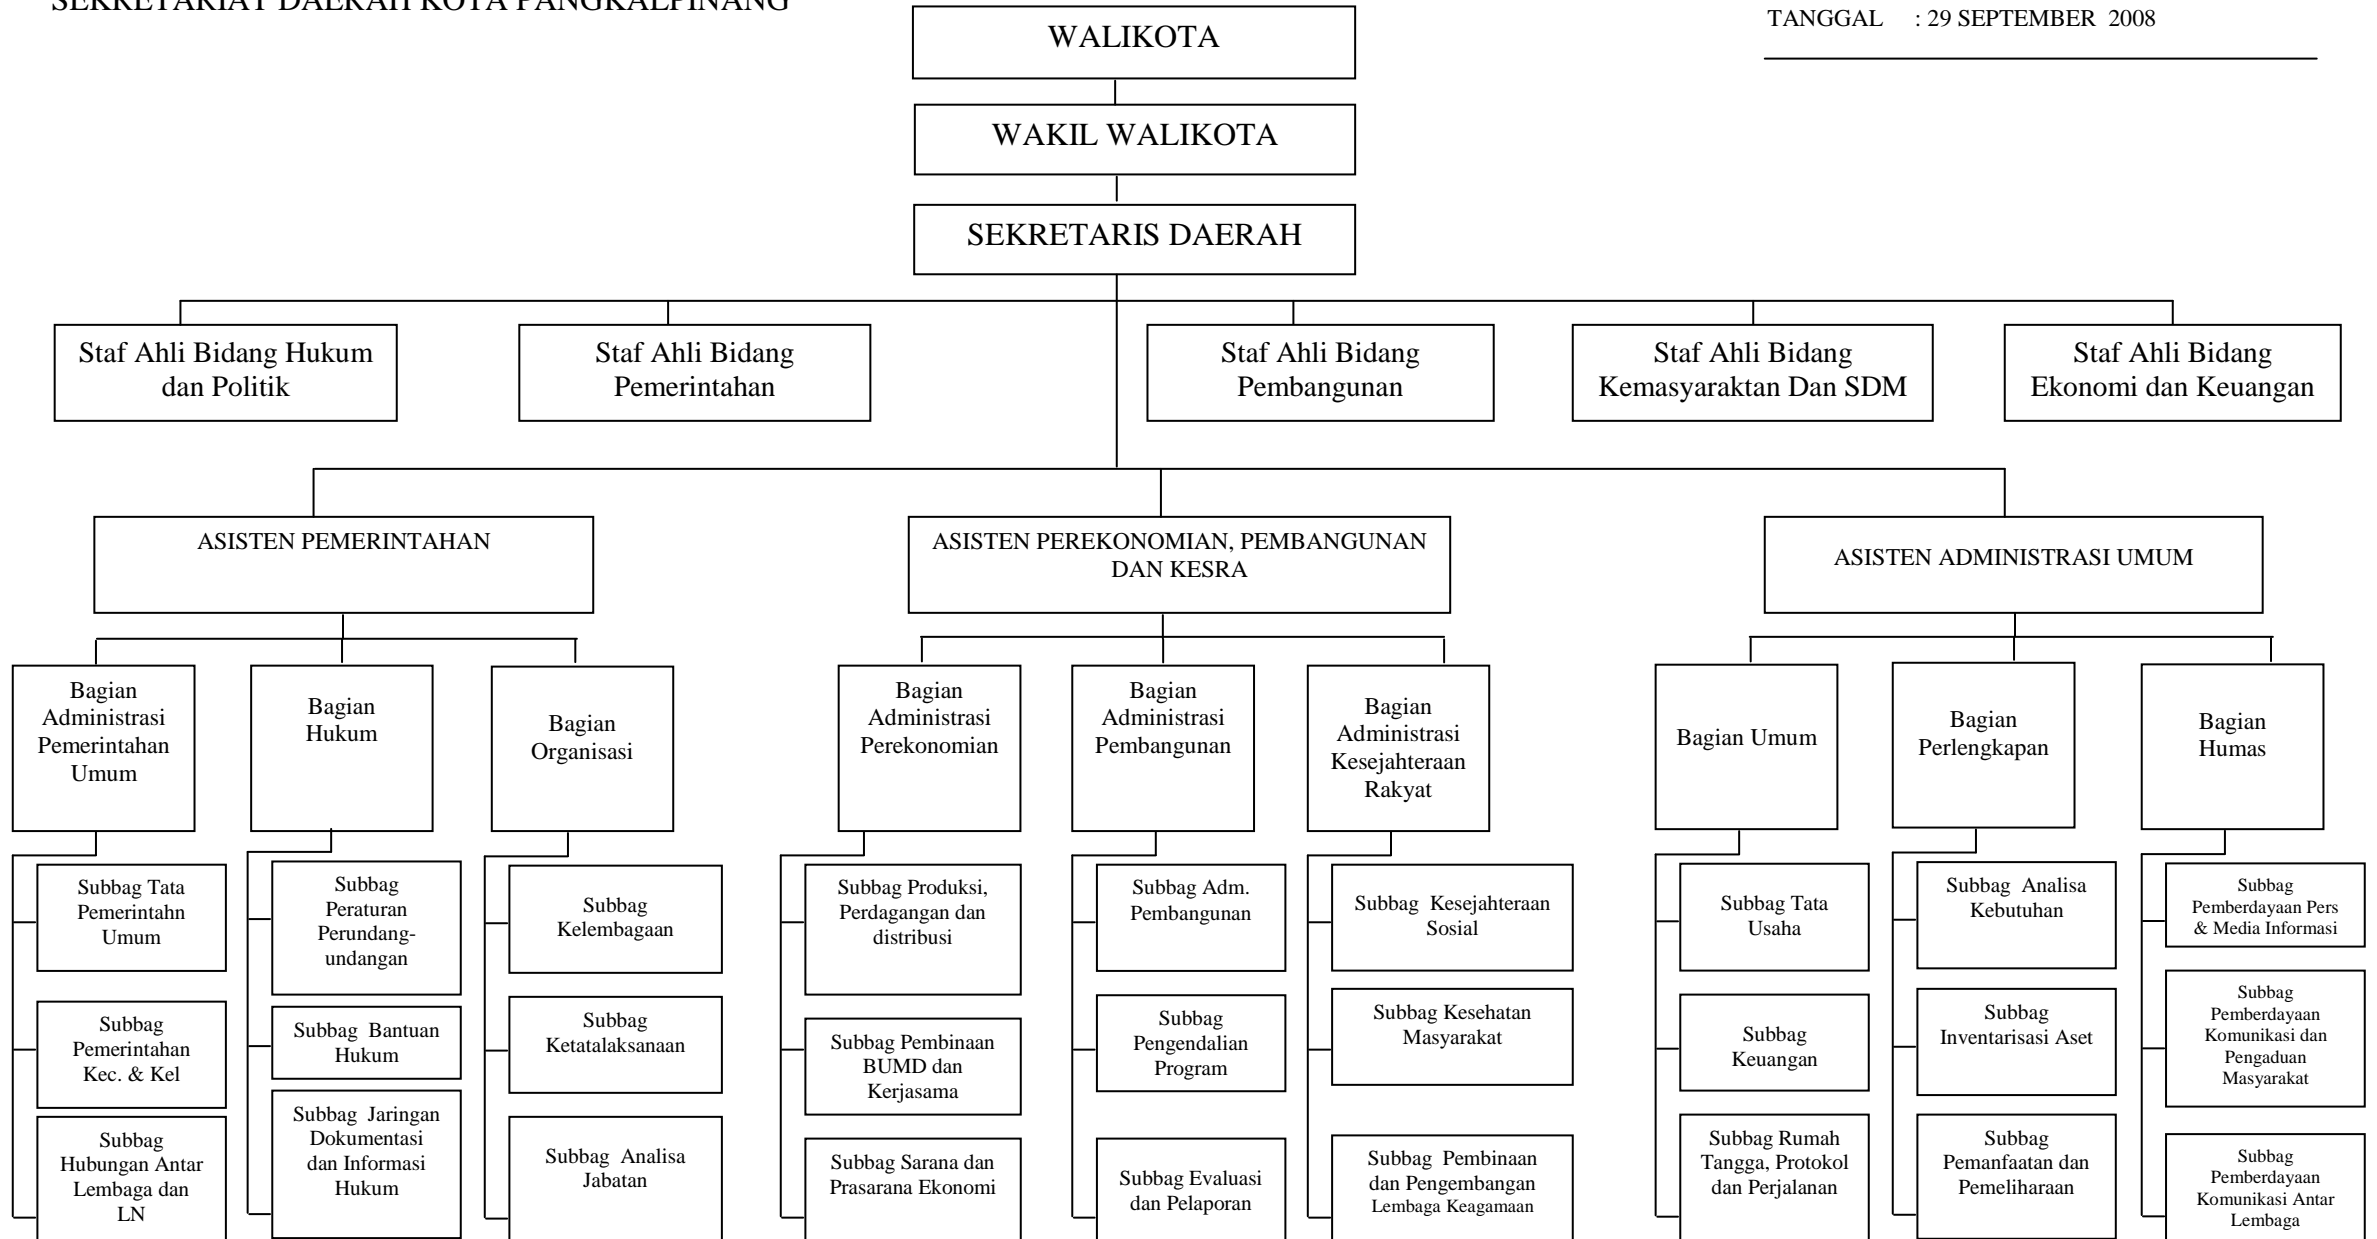 SEKRETARIAT DAERAH KOTA PANGKALPINANG
TANGGAL : 29 SEPTEMBER 2008
WALIKOTA
WAKIL WALIKOTA
SEKRETARIS DAERAH
Staf Ahli Bidang Hukum
dan Politik
Staf Ahli Bidang
Pemerintahan
Staf Ahli Bidang
Pembangunan
Staf Ahli Bidang
Kemasyaraktan Dan SDM
Staf Ahli Bidang
Ekonomi dan Keuangan
ASISTEN PEMERINTAHAN
ASISTEN PEREKONOMIAN, PEMBANGUNAN
DAN KESRA
ASISTEN ADMINISTRASI UMUM
Bagian
Administrasi
Pemerintahan
Umum
Bagian
Hukum
Bagian
Organisasi
Bagian
Administrasi
Perekonomian
Bagian
Administrasi
Pembangunan
Bagian
Administrasi
Kesejahteraan
Rakyat
Bagian Umum
Bagian
Perlengkapan
Bagian
Humas
Subbag Tata
Pemerintahn
Umum
Subbag
Peraturan
Perundang-
undangan
Subbag
Kelembagaan
Subbag Produksi,
Perdagangan dan
distribusi
Subbag Adm.
Pembangunan
Subbag Kesejahteraan
Sosial
Subbag Tata
Usaha
Subbag Analisa
Kebutuhan
Subbag
Pemberdayaan Pers
& Media Informasi
Subbag
Pemerintahan
Kec. & Kel
Subbag Bantuan
Hukum
Subbag
Ketatalaksanaan
Subbag Pembinaan
BUMD dan
Kerjasama
Subbag
Pengendalian
Program
Subbag Kesehatan
Masyarakat
Subbag
Keuangan
Subbag
Inventarisasi Aset
Subbag
Pemberdayaan
Komunikasi dan
Pengaduan
Masyarakat
Subbag
Hubungan Antar
Lembaga dan
LN
Subbag Jaringan
Dokumentasi
dan Informasi
Hukum
Subbag Analisa
Jabatan
Subbag Sarana dan
Prasarana Ekonomi
Subbag Evaluasi
dan Pelaporan
Subbag Pembinaan
dan Pengembangan
Lembaga Keagamaan
Subbag Rumah
Tangga, Protokol
dan Perjalanan
Subbag
Pemanfaatan dan
Pemeliharaan
Subbag
Pemberdayaan
Komunikasi Antar
Lembaga